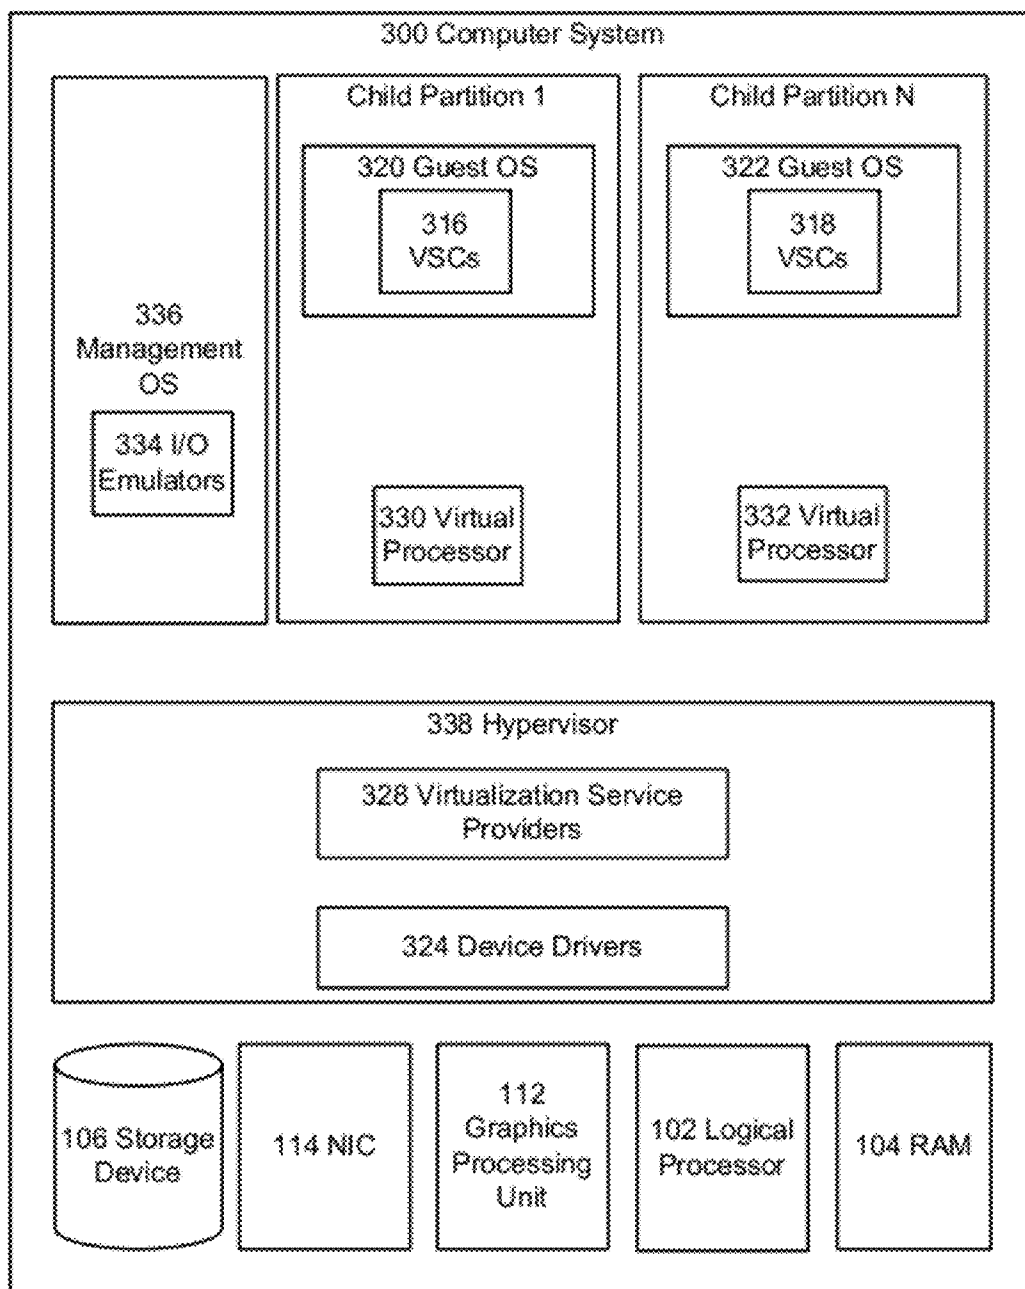 300 Computer System
336
Management
OS
334 I/O
Emulators
Child Partition 1
320 Guest OS
316
VSCs
330 Virtual
Processor
Child Partition N
322 Guest OS
318
VSCs
332 Virtual
Processor
338 Hypervisor
328 Virtualization Service
Providers
324 Device Drivers
106 Storage
Device
114 NIC
112
Graphics
Processing
Unit
102 Logical
Processor
104 RAM